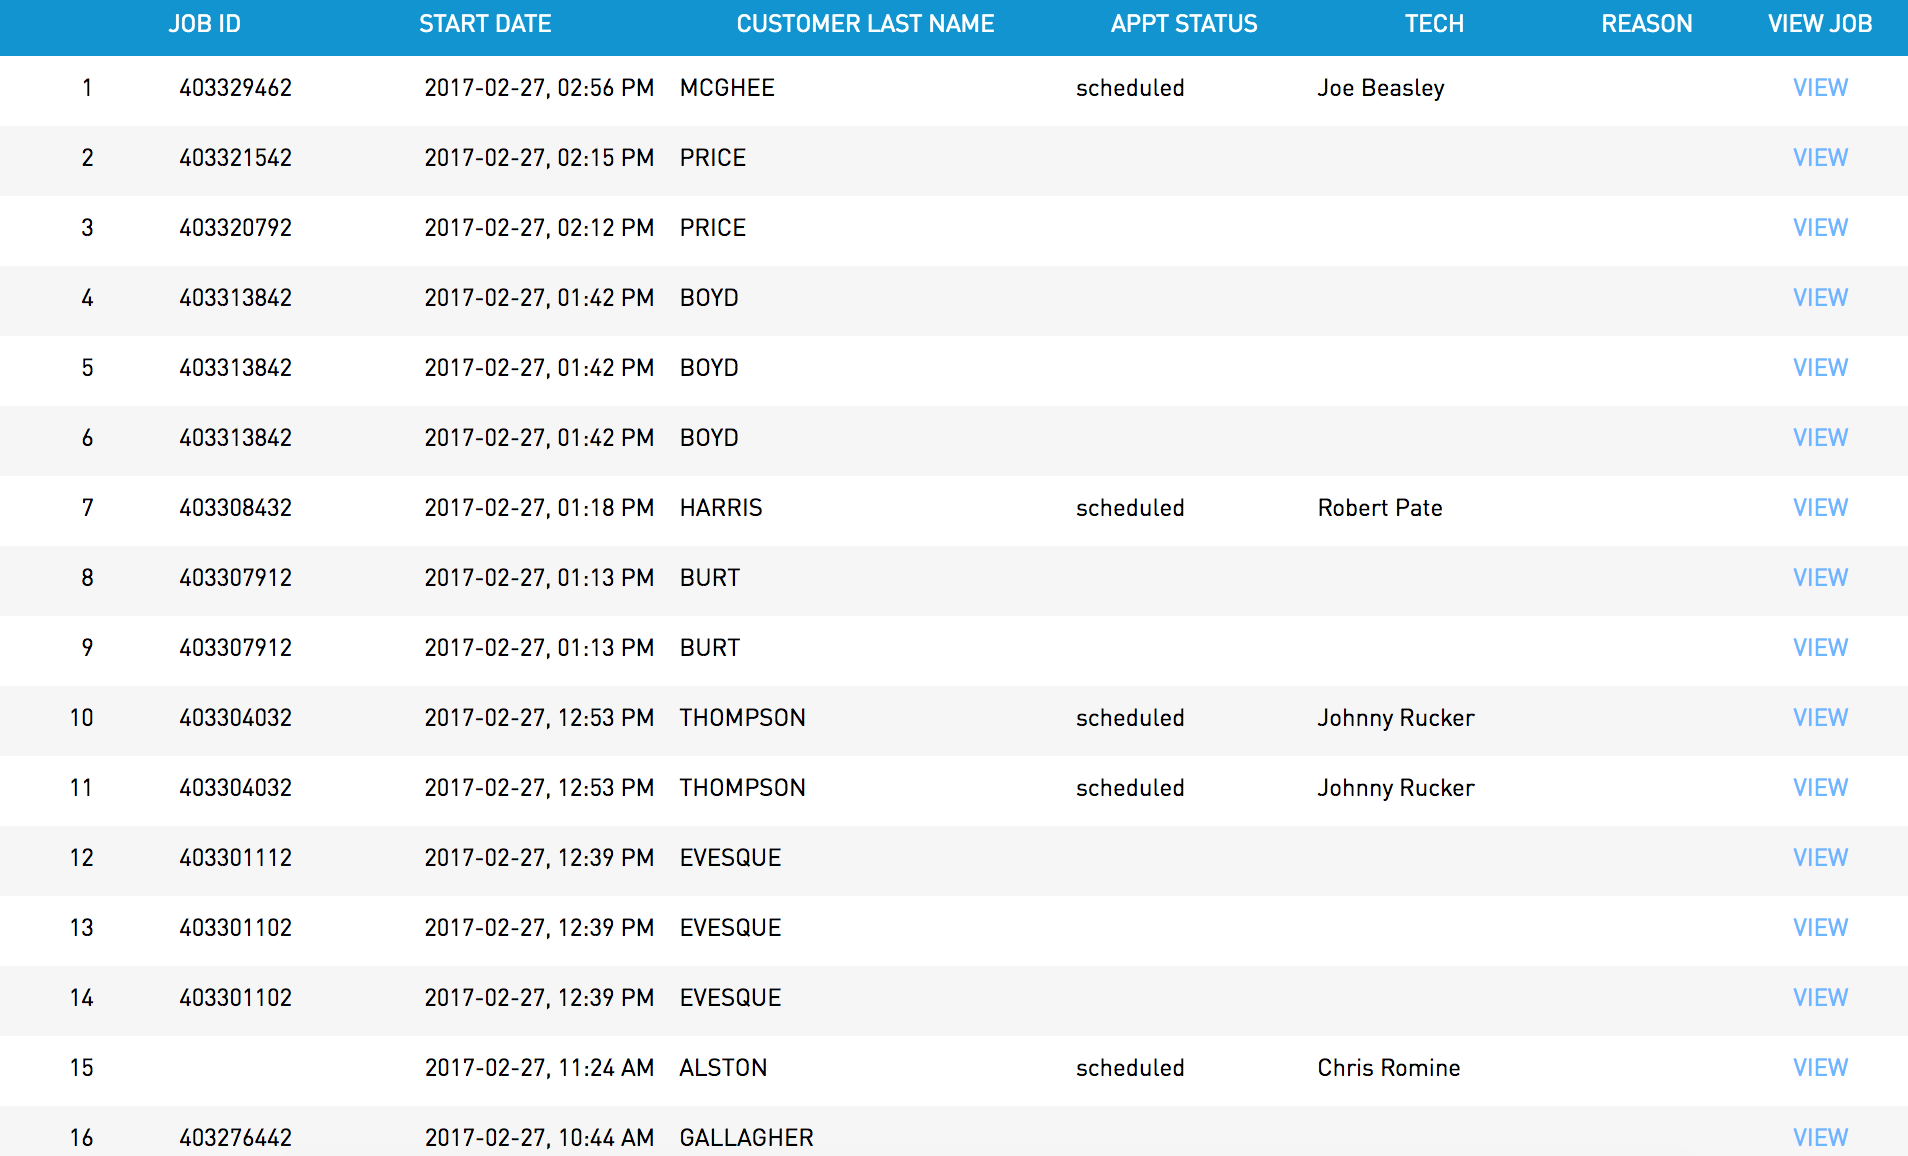 JOB ID START DATE CUSTOMER LAST NAME APPT STATUS TECH REASON VIEW JOB
1 403329462 2017-02-27, 02:56 PM MCGHEE scheduled Joe Beasley VIEW
2 403321542 2017-02-27, 02:15 PM PRICE VIEW
3 403320792 2017-02-27, 02:12 PM PRICE VIEW
4 403313842 2017-02-27, 01:42 PM BOYD VIEW
5 403313842 2017-02-27, 01:42 PM BOYD VIEW
6 403313842 2017-02-27, 01:42 PM BOYD VIEW
7 403308432 2017-02-27, 01:18 PM HARRIS scheduled Robert Pate VIEW
8 403307912 2017-02-27, 01:13 PM BURT VIEW
9 403307912 2017-02-27, 01:13 PM BURT VIEW
10 403304032 2017-02-27, 12:53 PM THOMPSON scheduled Johnny Rucker VIEW
11 403304032 2017-02-27, 12:53 PM THOMPSON scheduled Johnny Rucker VIEW
12 403301112 2017-02-27, 12:39 PM EVESQUE VIEW
13 403301102 2017-02-27, 12:39 PM EVESQUE VIEW
14 403301102 2017-02-27, 12:39 PM EVESQUE VIEW
15 2017-02-27, 11:24 AM ALSTON scheduled Chris Romine VIEW
16 403276442 2017-02-27, 10:44 AM GALLAGHER VIEW